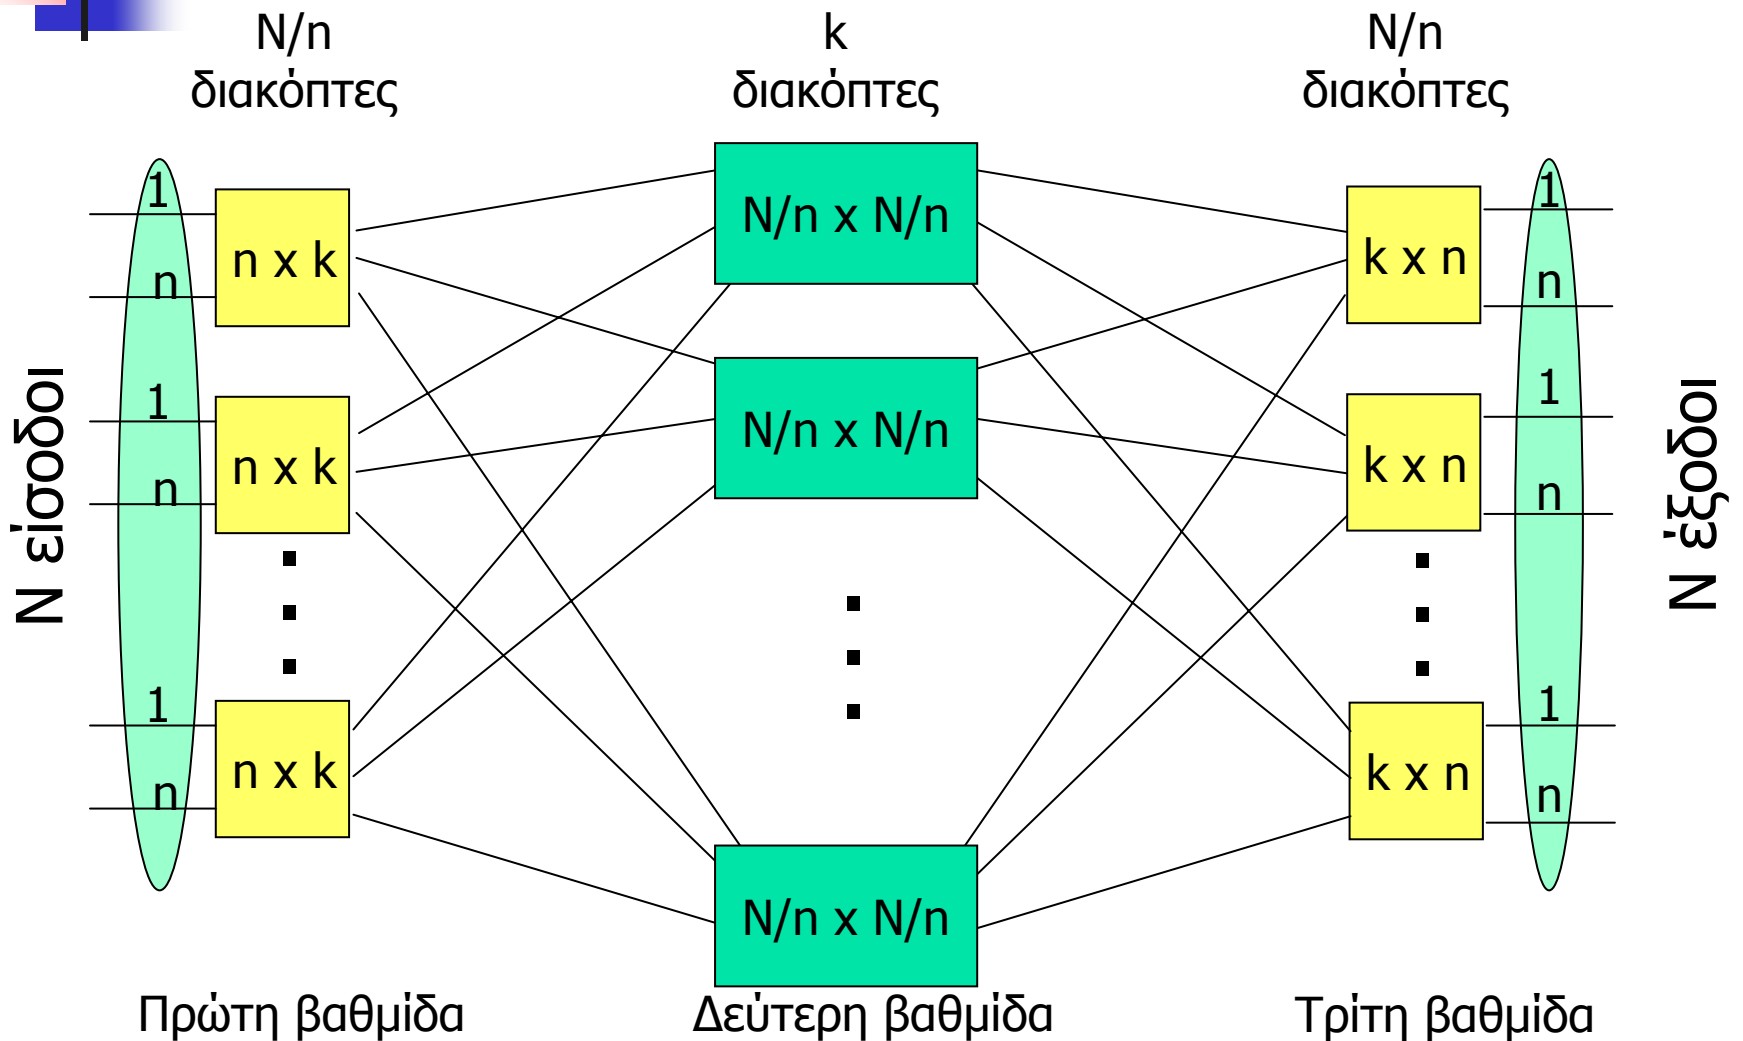 N/n
διακόπτες
k
διακόπτες
N/n
διακόπτες
N είσοδοι
1
n
1
n
1
n
n x k
n x k
n x k
N/n x N/n
N/n x N/n
N/n x N/n
k x n
k x n
k x n
1
n
1
n
1
n
N έξοδοι
Πρώτη βαθμίδα
Δεύτερη βαθμίδα
Τρίτη βαθμίδα